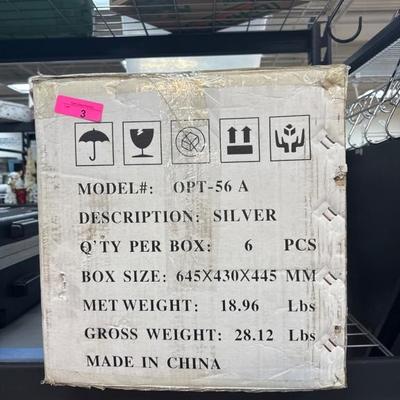 3
MODEL#: OPT-56 A
DESCRIPTION: SILVER
Q'TY PER BOX: 6 PCS
BOX SIZE: 645X430X445 MM
MET WEIGHT: 18.96 Lbs
GROSS WEIGHT: 28.12 Lbs
MADE IN CHINA